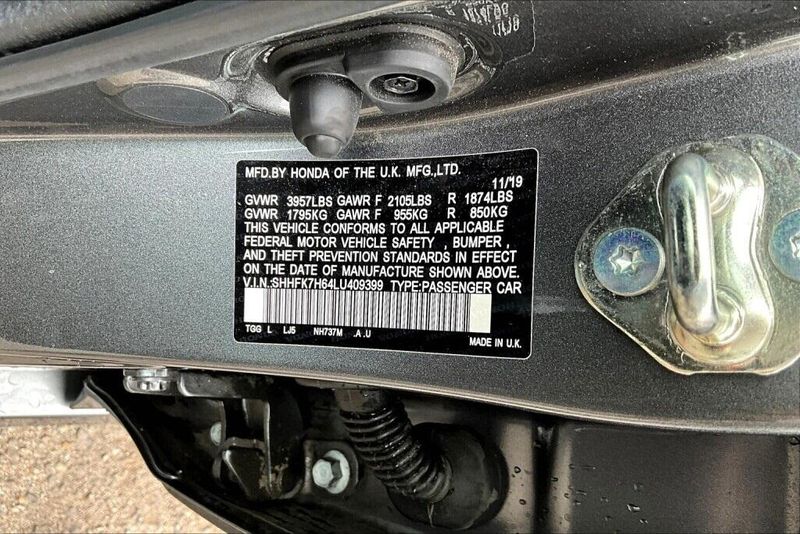 MFD.BY HONDA OF THE U.K. MFG.,LTD.
11/19
GVWR 3957LBS GAWR F 2105LBS R 1874LBS
GVWR 1795KG GAWR F 955KG R 850KG
THIS VEHICLE CONFORMS TO ALL APPLICABLE
FEDERAL MOTOR VEHICLE SAFETY , BUMPER ,
AND THEFT PREVENTION STANDARDS IN EFFECT
ON THE DATE OF MANUFACTURE SHOWN ABOVE.
V.I.N.:SHHFK7H64LU409399 TYPE:PASSENGER CAR
TGG L LJ5 NH737M .A .U
MADE IN U.K.